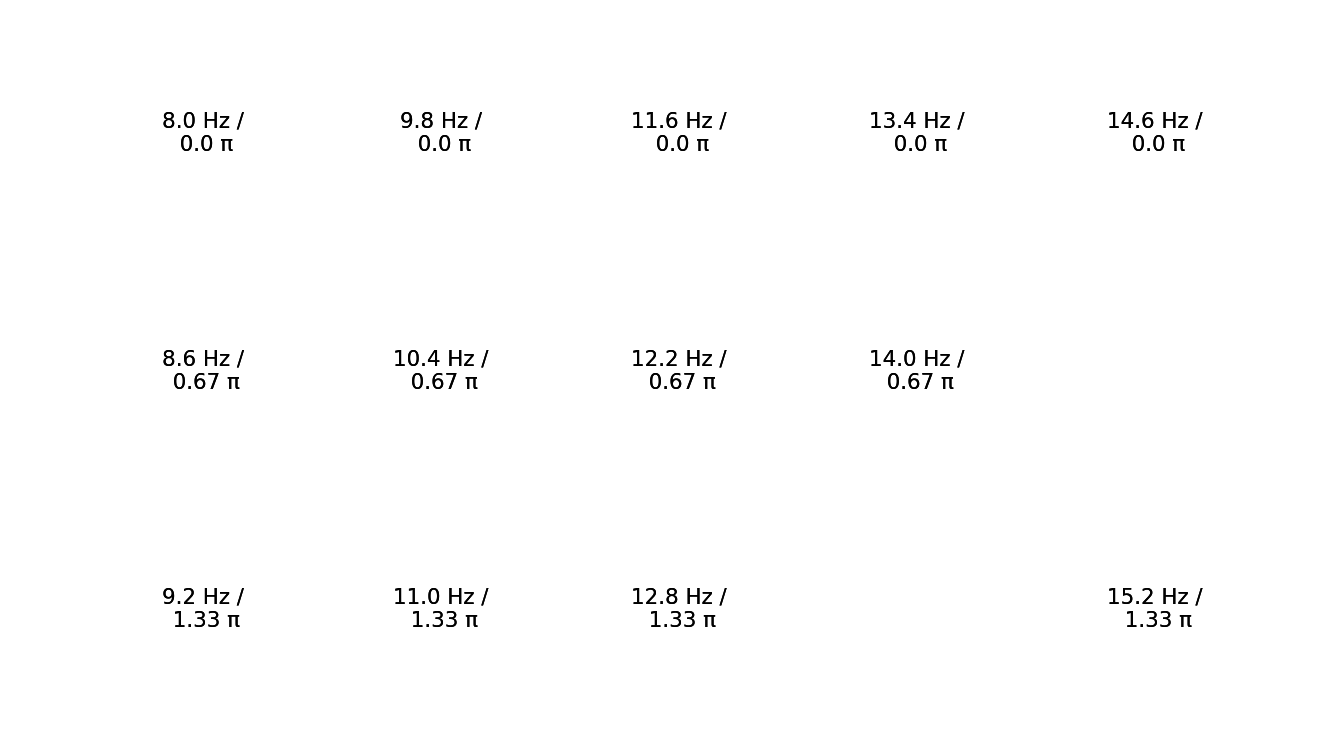 8.0 Hz /
0.0 π
9.8 Hz /
0.0 π
11.6 Hz /
0.0 π
13.4 Hz /
0.0 π
14.6 Hz /
0.0 π
8.6 Hz /
0.67 π
10.4 Hz /
0.67 π
12.2 Hz /
0.67 π
14.0 Hz /
0.67 π
9.2 Hz /
1.33 π
11.0 Hz /
1.33 π
12.8 Hz /
1.33 π
15.2 Hz /
1.33 π